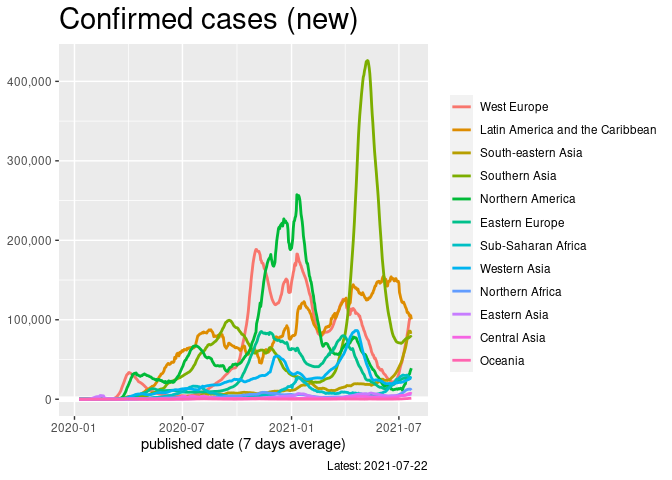 Confirmed cases (new)
400,000
300,000
200,000
100,000
0
2020-01
2020-07
2021-01
2021-07
published date (7 days average)
Latest: 2021-07-22
West Europe
Latin America and the Caribbean
South-eastern Asia
Southern Asia
Northern America
Eastern Europe
Sub-Saharan Africa
Western Asia
Northern Africa
Eastern Asia
Central Asia
Oceania